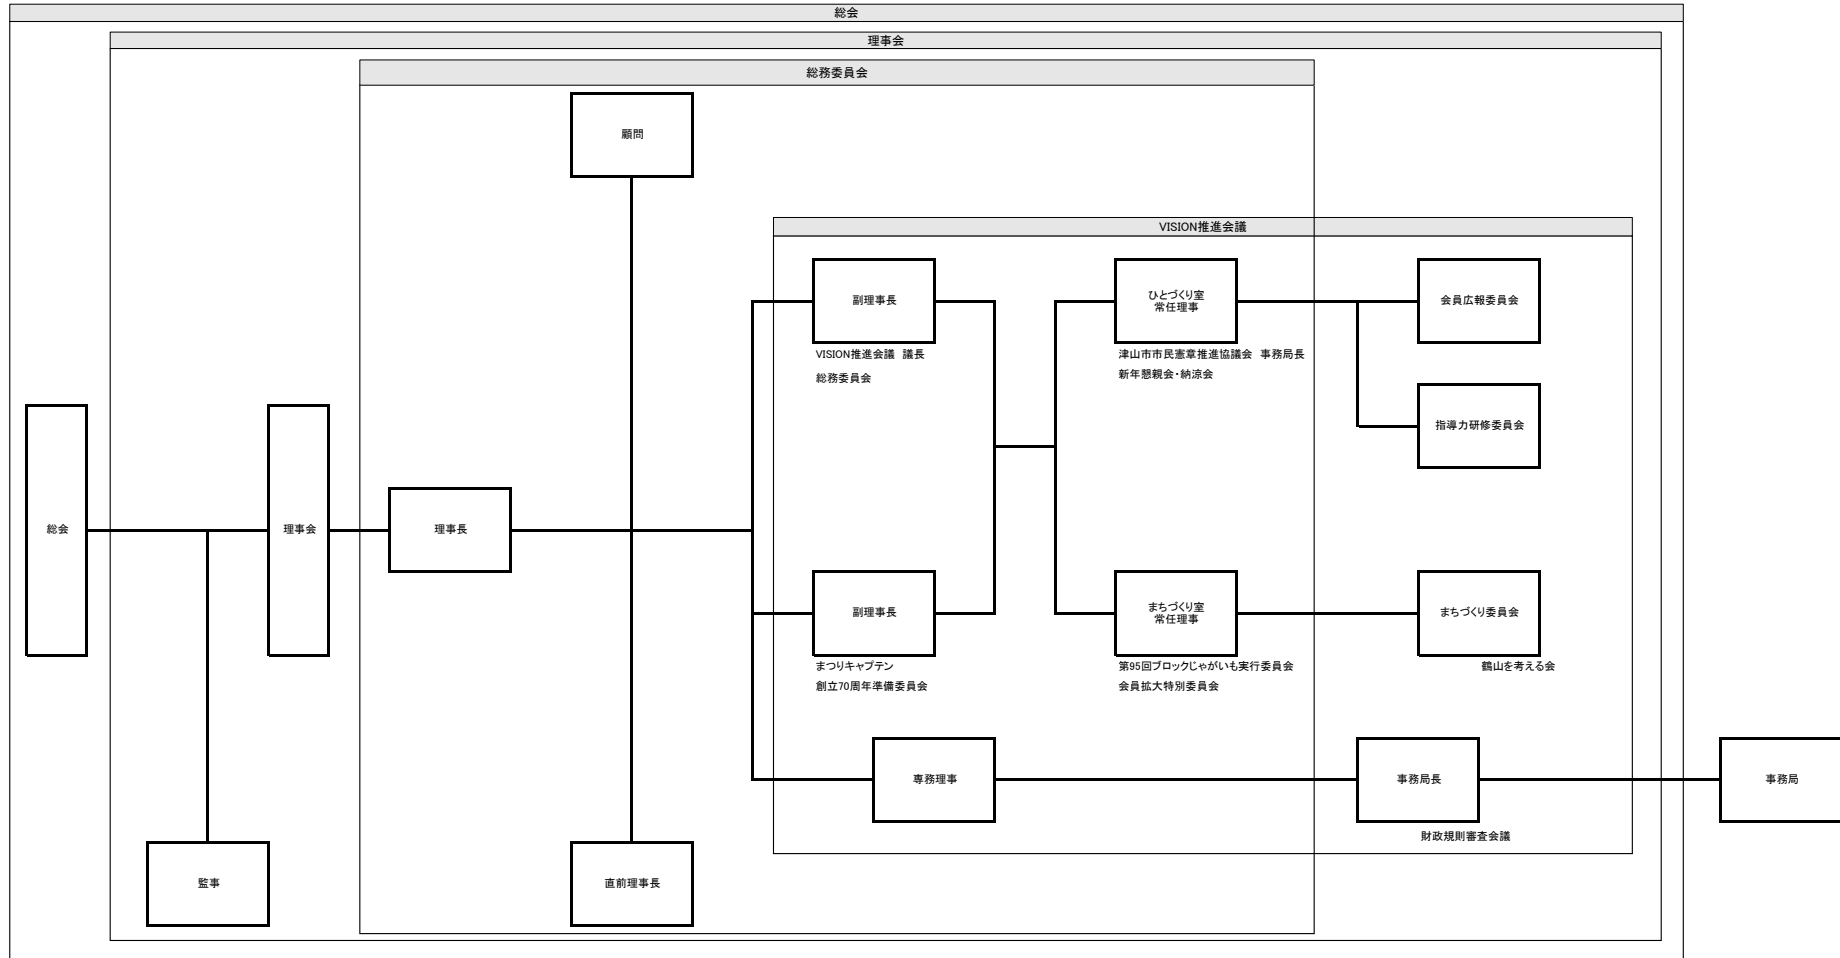 総会
理事会
総務委員会
顧問
VISION推進会議
副理事長
VISION推進会議 議長
総務委員会
ひとづくり室
常任理事
津山市市民憲章推進協議会 事務局長
新年懇親会・納涼会
会員広報委員会
指導力研修委員会
総会
理事会
理事長
副理事長
まつりキャプテン
創立70周年準備委員会
まちづくり室
常任理事
第95回ブロックじゃがいも実行委員会
会員拡大特別委員会
まちづくり委員会
鶴山を考える会
専務理事
事務局長
財政規則審査会議
事務局
監事
直前理事長